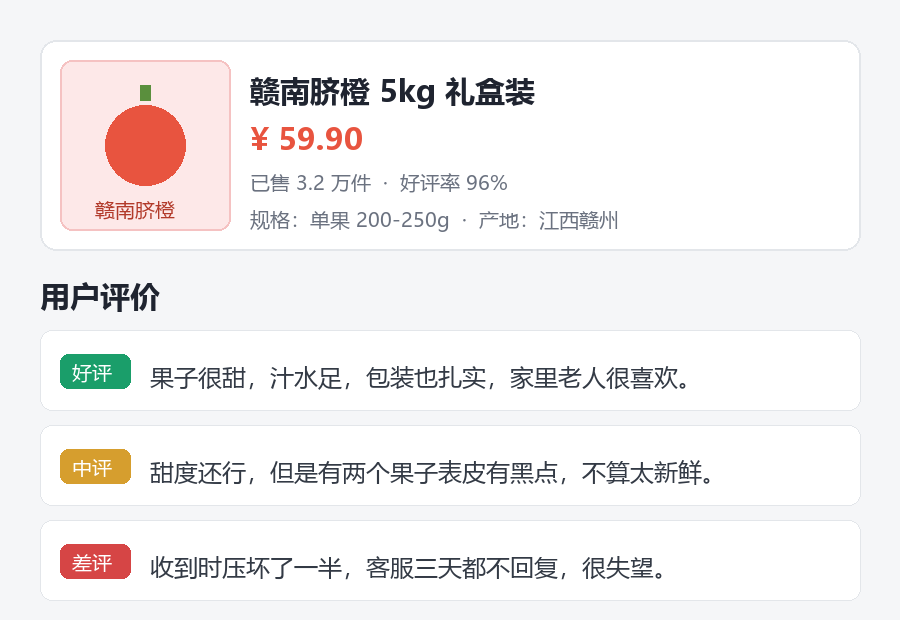 赣南脐橙 5kg 礼盒装
¥ 59.90
已售 3.2 万件 · 好评率 96%
规格：单果 200-250g · 产地：江西赣州
赣南脐橙
用户评价
好评 果子很甜，汁水足，包装也扎实，家里老人很喜欢。
中评 甜度还行，但是有两个果子表皮有黑点，不算太新鲜。
差评 收到时压坏了一半，客服三天都不回复，很失望。